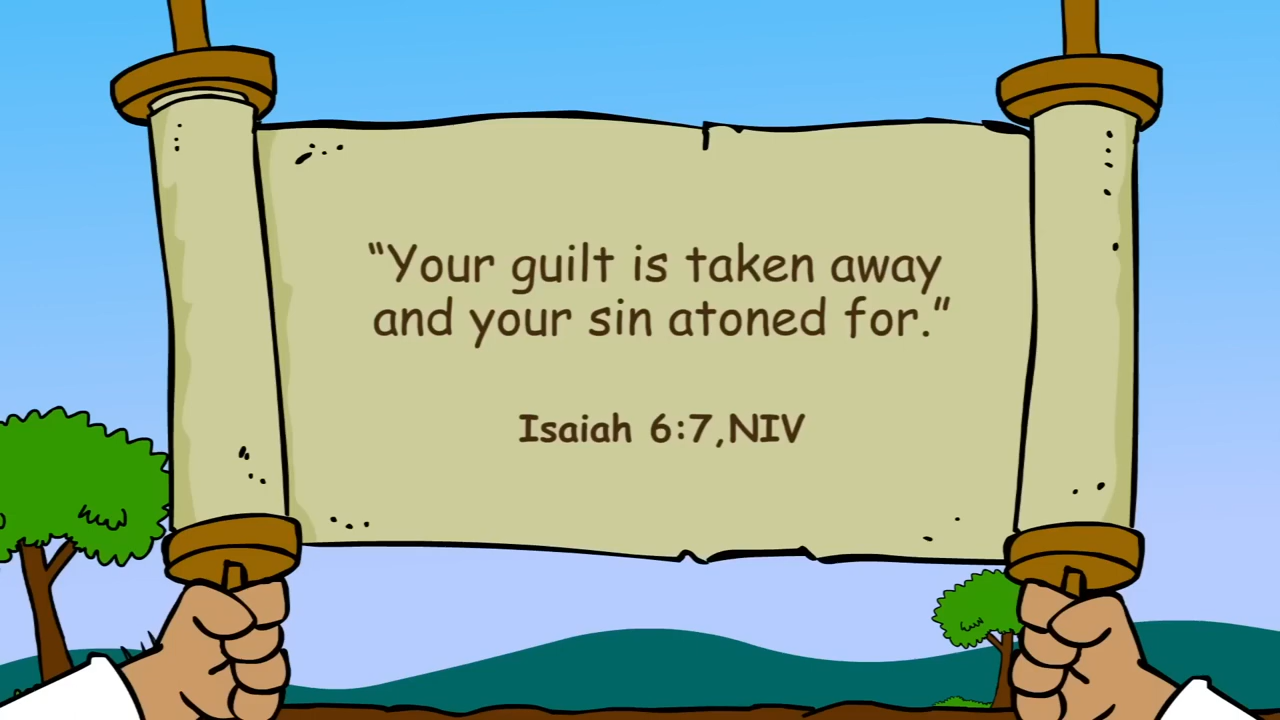 “Your guilt is taken away
and your sin atoned for.”
Isaiah 6:7,NIV